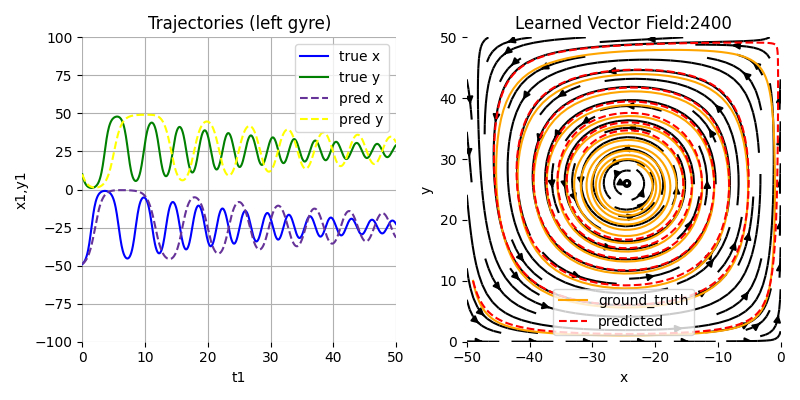 Trajectories (left gyre)
100
75
50
25
0
−25
−50
−75
−100
x1,y1
0 10 20 30 40 50
t1
true x
true y
pred x
pred y
Learned Vector Field:2400
50
40
30
20
10
0
y
−50 −40 −30 −20 −10 0
x
ground_truth
predicted